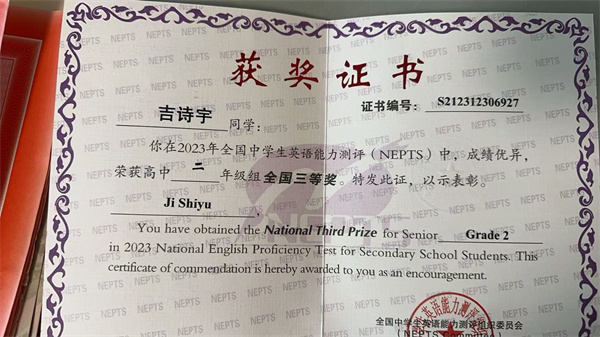 获奖证书
证书编号：S212312306927
吉诗宇 同学：
你在2023年全国中学生英语能力测评（NEPTS）中，成绩优异，
荣获高中 二 年级组 全国三等奖。特发此证，以示表彰。
Ji Shiyu ,
You have obtained the National Third Prize for Senior Grade 2
in 2023 National English Proficiency Test for Secondary School Students. This
certificate of commendation is hereby awarded to you as an encouragement.
全国中学生英语能力测评组织委员会
NEPTS